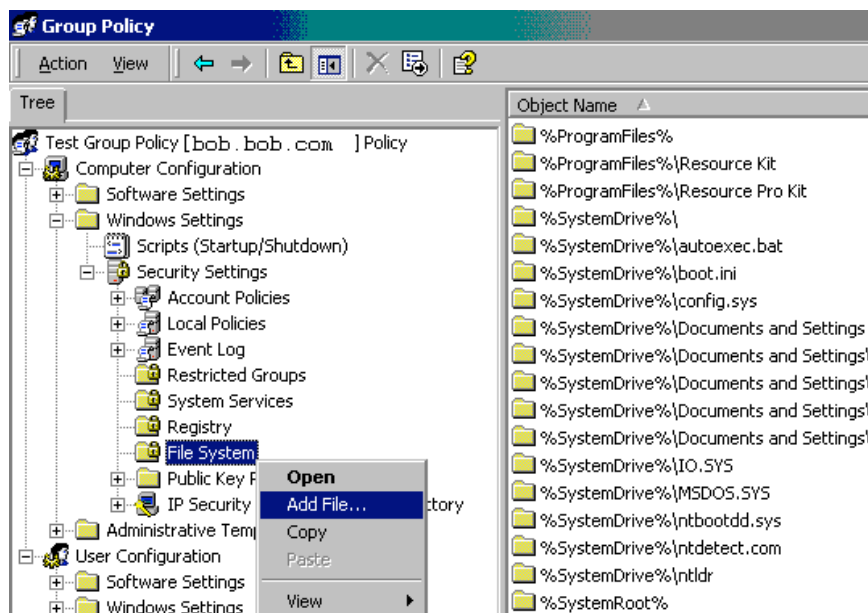 Group Policy
Action View
Tree
Test Group Policy [bob.bob.com ] Policy
Computer Configuration
Software Settings
Windows Settings
Scripts (Startup/Shutdown)
Security Settings
Account Policies
Local Policies
Event Log
Restricted Groups
System Services
Registry
File System
Public Key
IP Security
Administrative
User Configuration
Software Settings
Windows Settings
Open
Add File...
Copy
Paste
View
Object Name
%ProgramFiles%
%ProgramFiles%\Resource Kit
%ProgramFiles%\Resource Pro Kit
%SystemDrive%\
%SystemDrive%\autoexec.bat
%SystemDrive%\boot.ini
%SystemDrive%\config.sys
%SystemDrive%\Documents and Settings
%SystemDrive%\Documents and Settings\
%SystemDrive%\Documents and Settings\
%SystemDrive%\Documents and Settings\
%SystemDrive%\Documents and Settings\
%SystemDrive%\IO.SYS
%SystemDrive%\MSDOS.SYS
%SystemDrive%\ntbootdd.sys
%SystemDrive%\ntdetect.com
%SystemDrive%\ntldr
%SystemRoot%